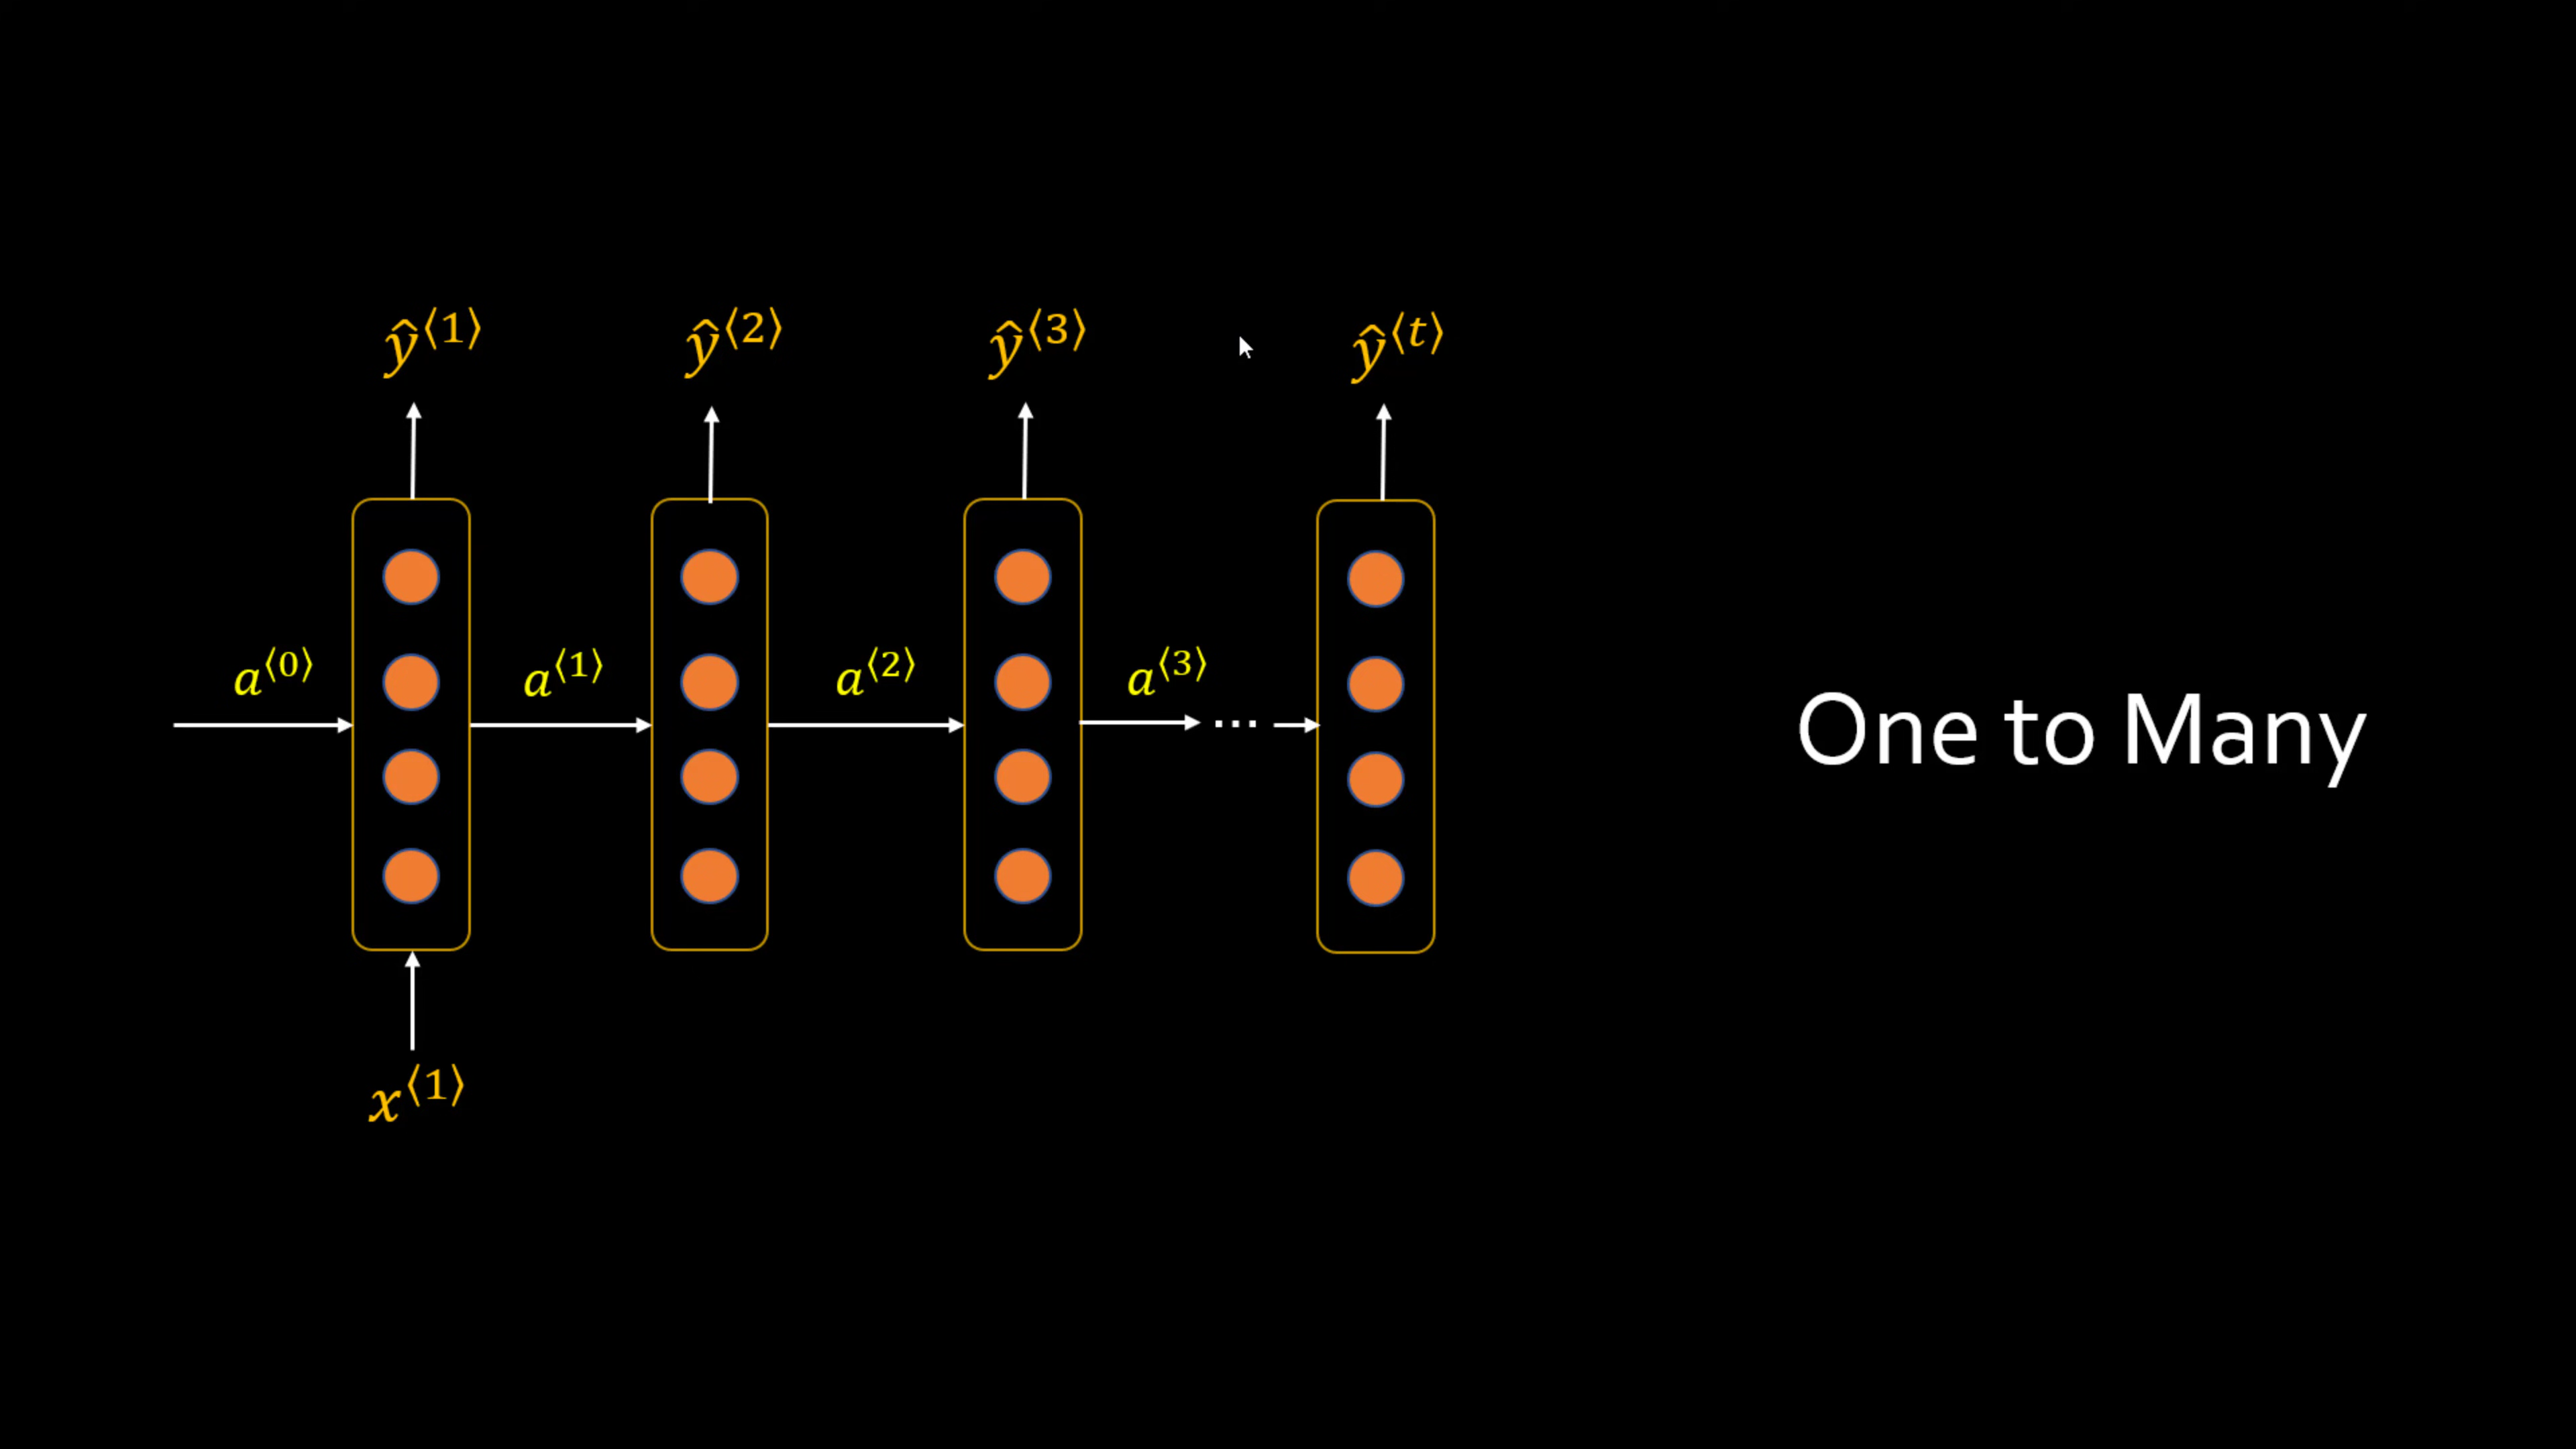 ŷ⟨1⟩ ŷ⟨2⟩ ŷ⟨3⟩ ŷ⟨t⟩
a⟨0⟩ a⟨1⟩ a⟨2⟩ a⟨3⟩ ...
One to Many
x⟨1⟩